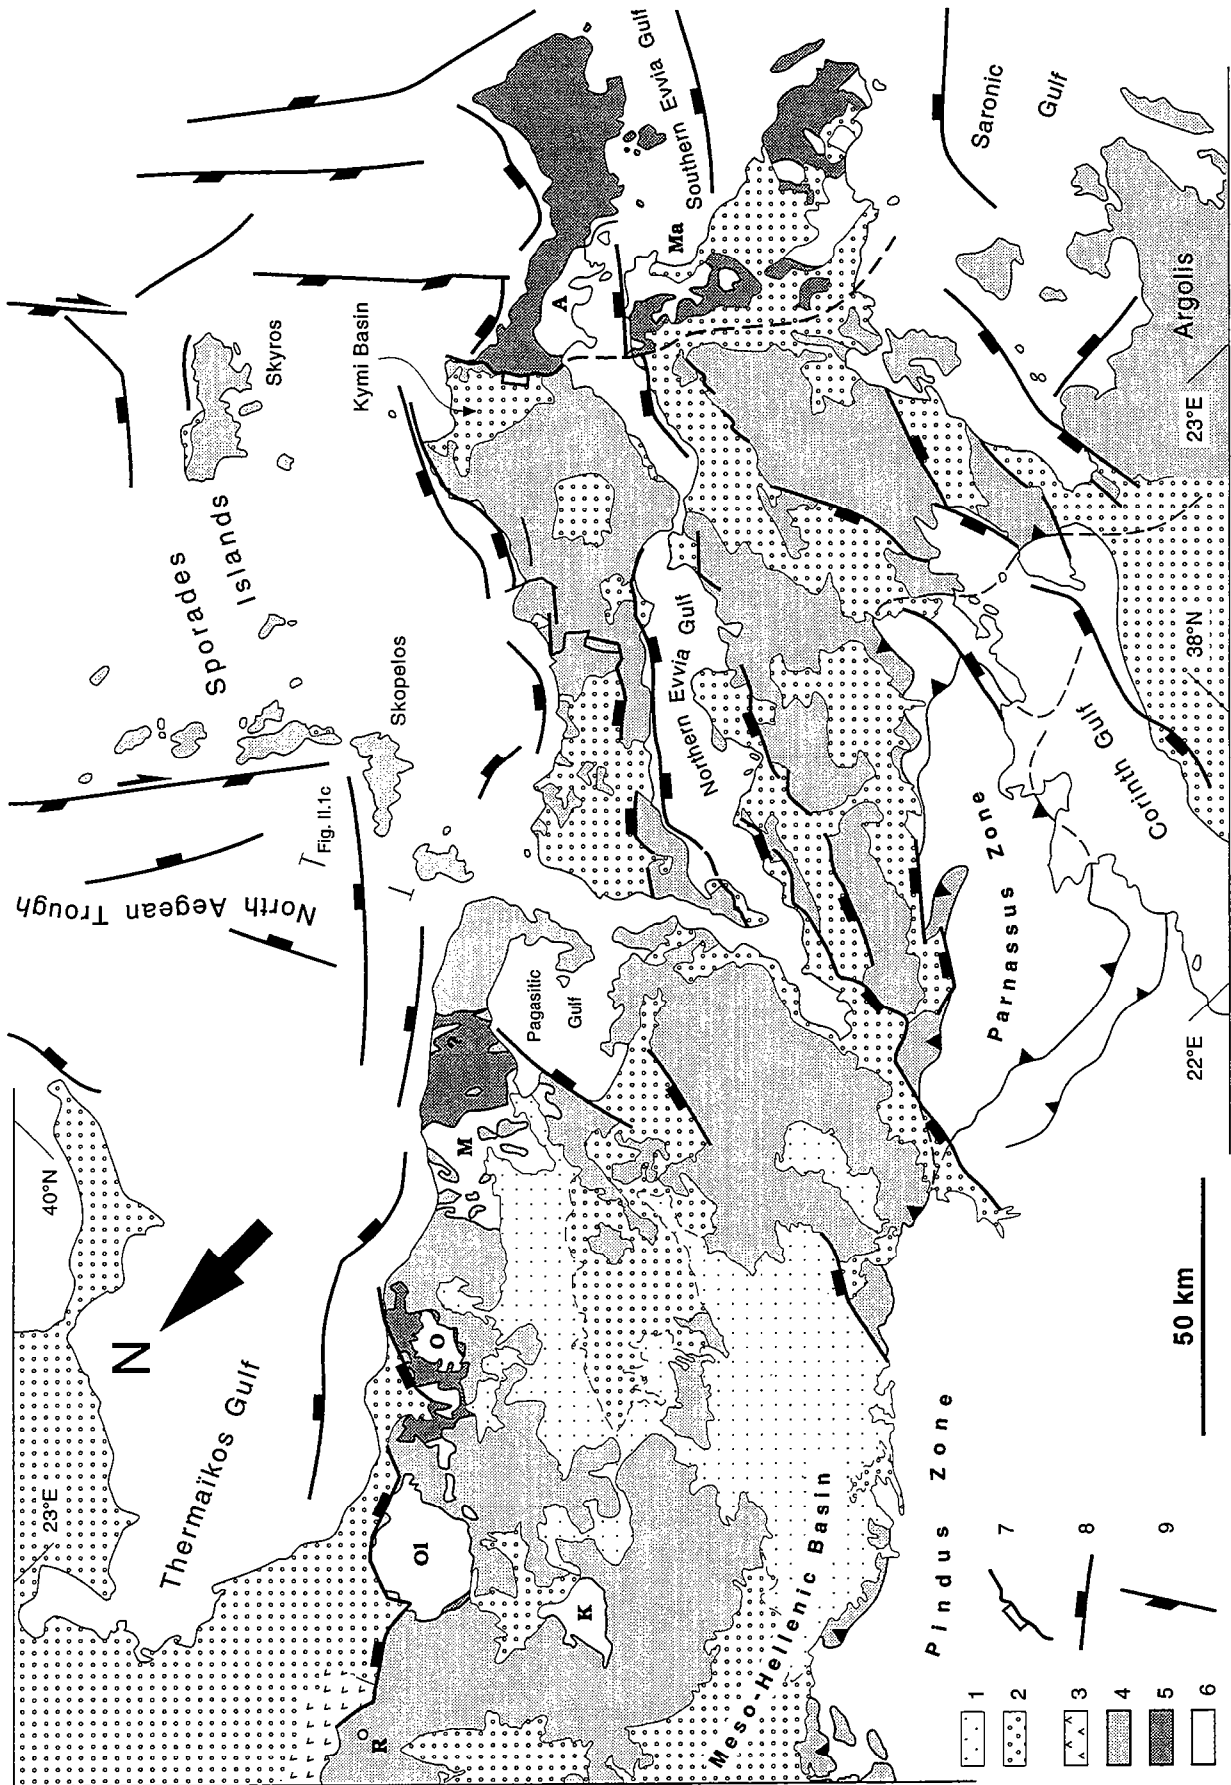 N
Thermaïkos Gulf
40°N
23°E
North Aegean Trough
Fig. II.1c
Sporades
Islands
Skyros
Skopelos
Kymi Basin
Pagasitic
Gulf
Northern Evvia Gulf
Southern Evvia Gulf
Saronic
Gulf
Argolis
Corinth Gulf
Parnassus Zone
Pindus Zone
Meso-Hellenic Basin
R
Ol
O
K
M
?
A
Ma
22°E
38°N
23°E
50 km
1
2
3
4
5
6
7
8
9